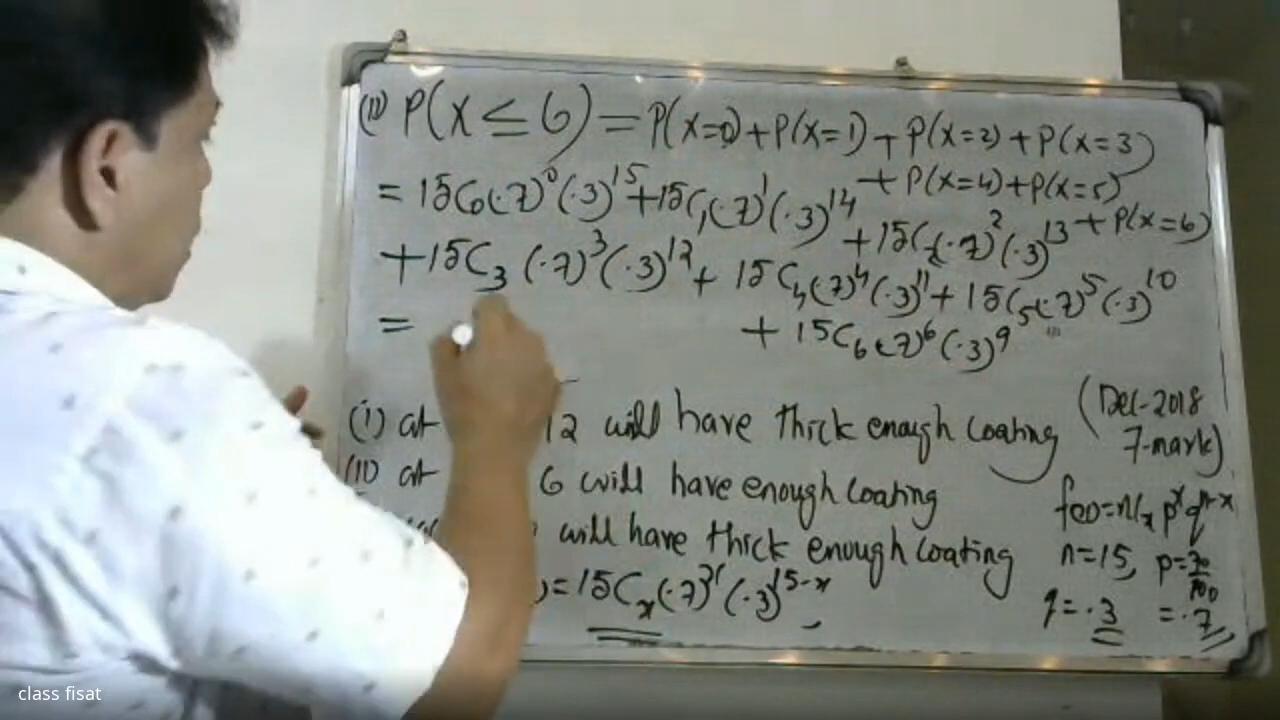 (ii) P(X ≤ 6) = P(X=0) + P(X=1) + P(X=2) + P(X=3)
+ P(X=4) + P(X=5)
+ P(X=6)
= 15C₀(.7)⁰(.3)¹⁵ + 15C₁(.7)¹(.3)¹⁴ + 15C₂(.7)²(.3)¹³
+ 15C₃(.7)³(.3)¹² + 15C₄(.7)⁴(.3)¹¹ + 15C₅(.7)⁵(.3)¹⁰
= + 15C₆(.7)⁶(.3)⁹
(i) at 12 will have thick enough coating
(ii) at 6 will have enough coating
will have thick enough coating
)= 15Cₓ(.7)ˣ(.3)¹⁵⁻ˣ
(Dec-2018
7-mark)
f(x)=nCₓ pˣ qⁿ⁻ˣ
n=15, p=70/100
q=.3 =.7
class fisat